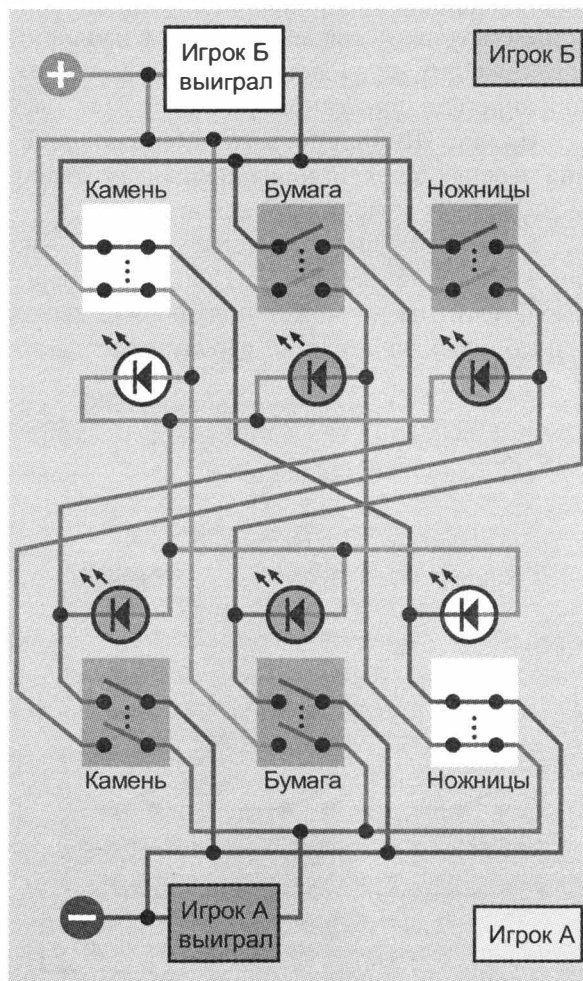 Игрок Б
выиграл
Игрок Б
Камень
Бумага
Ножницы
Камень
Бумага
Ножницы
Игрок А
выиграл
Игрок А